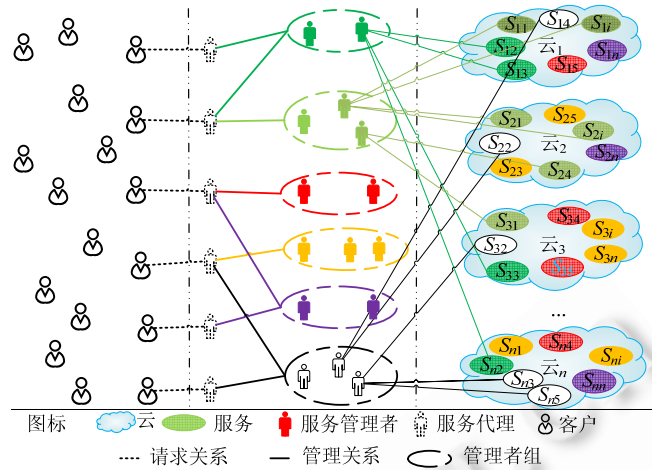 S11 S14 S1i
S12 云1 S1n
S13 S15
S21 S25 S2i
S22 云2 S2n
S23 S24
S31 S34 S3i
S32 云3 S3n
S33
...
Sn1 Sn4 Sni
Sn2 云n Snn
Sn3
Sn5
图标 云 服务 服务管理者 服务代理 客户
请求关系 管理关系 管理者组